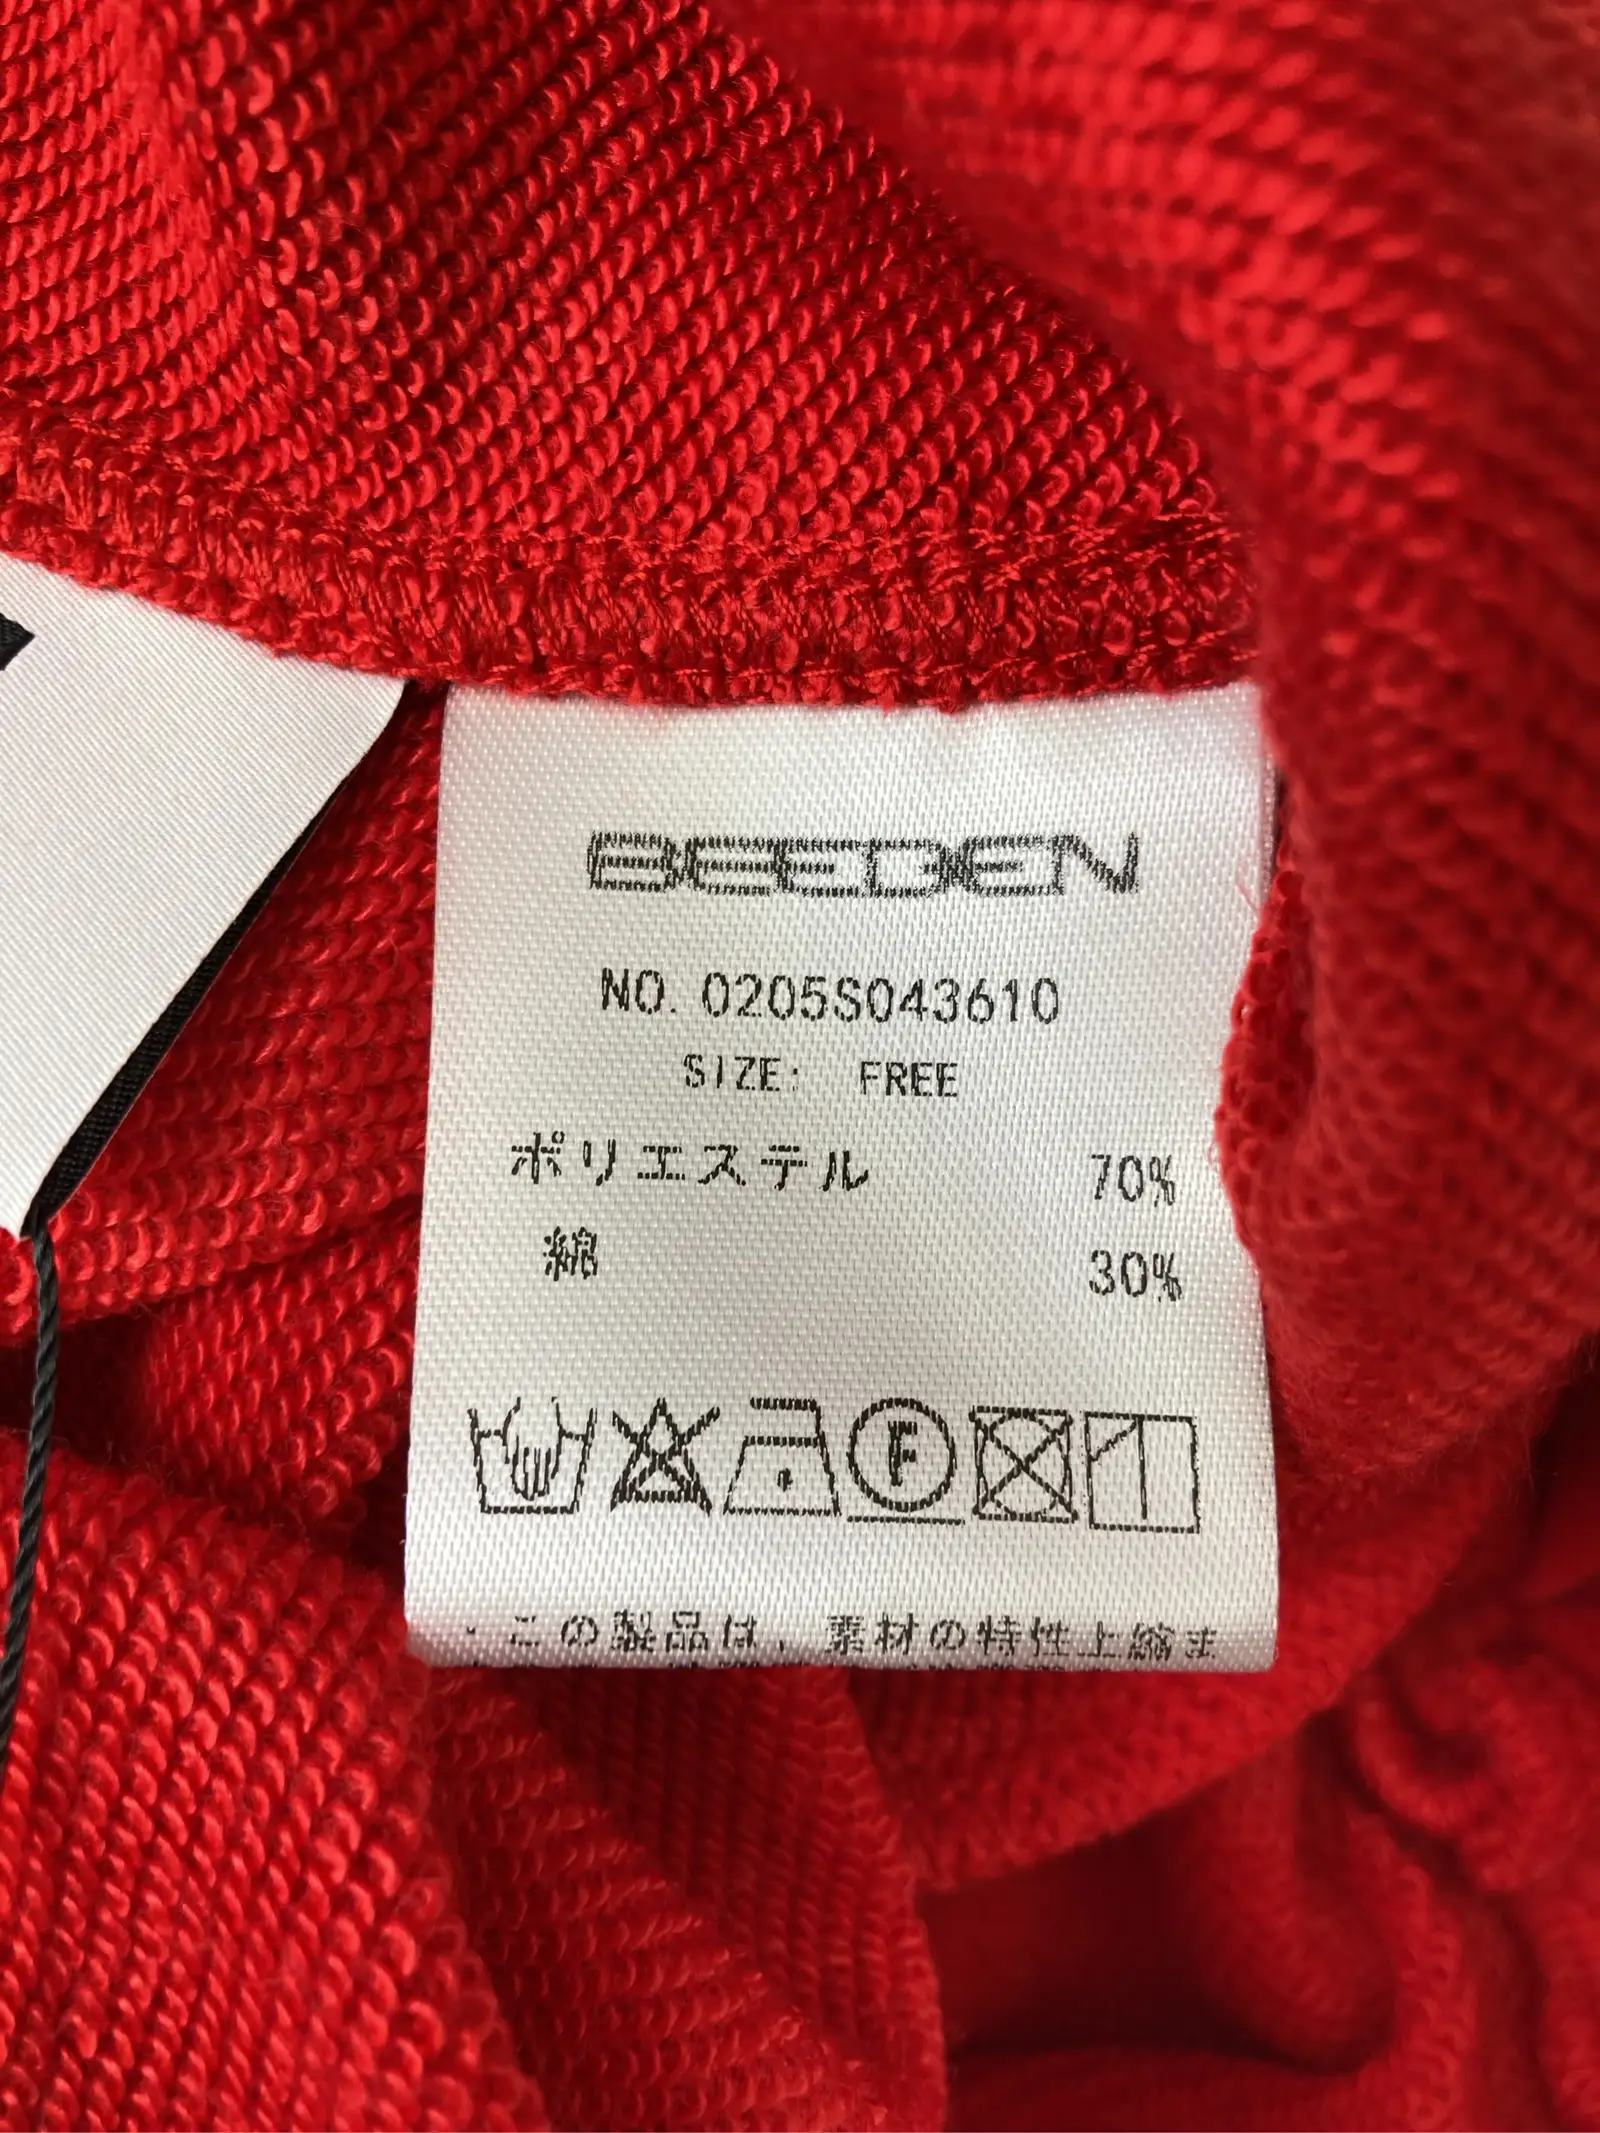 BEEDEN
NO. 0205S043610
SIZE: FREE
ポリエステル 70%
綿 30%
F
・この製品は、素材の特性上縮ま